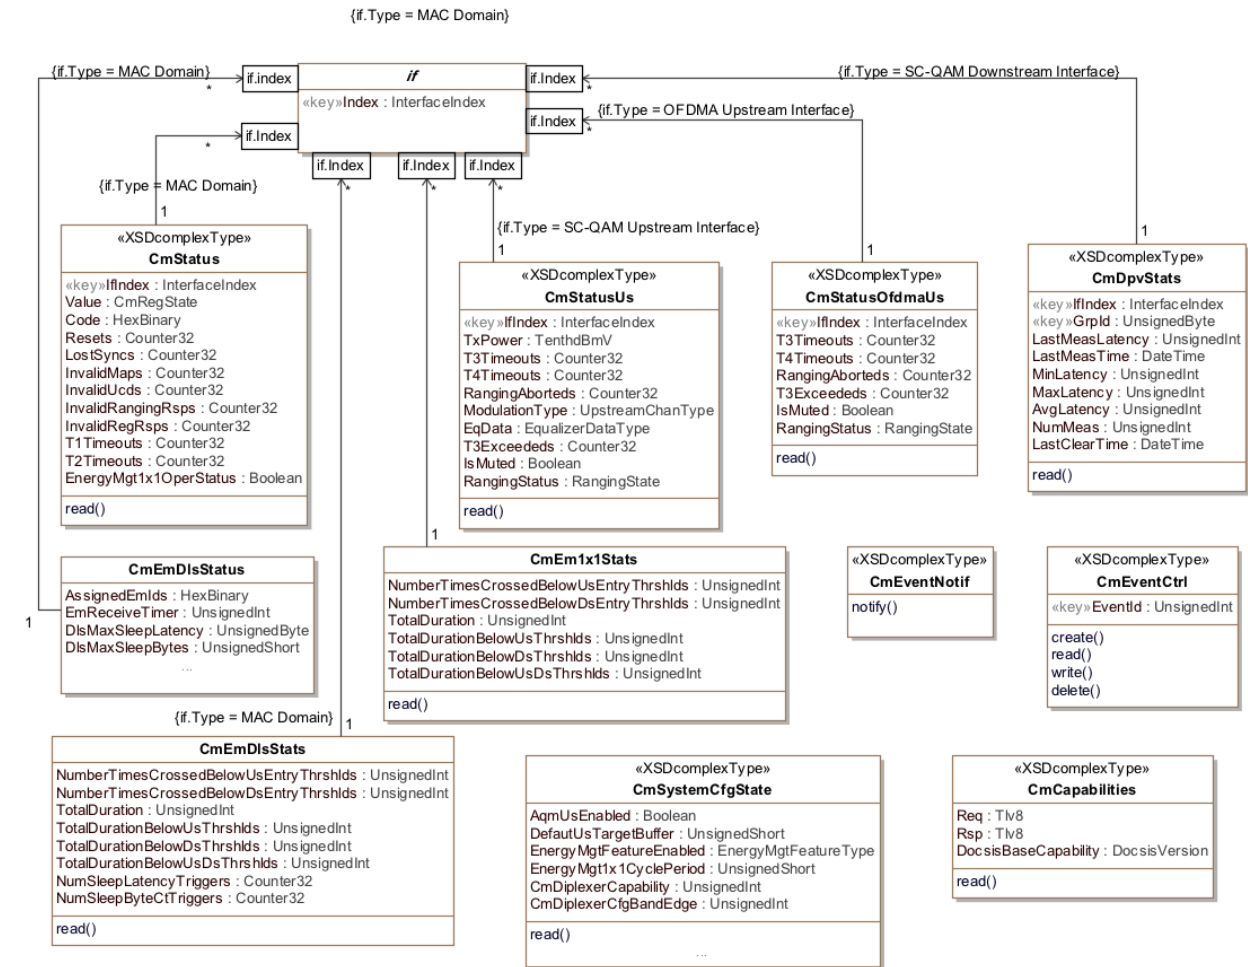 {if.Type = MAC Domain}
{if.Type = MAC Domain}
*
if.index
if
«key»Index : InterfaceIndex
if.Index
*
{if.Type = SC-QAM Downstream Interface}
if.Index
*
{if.Type = OFDMA Upstream Interface}
if.Index
*
{if.Type = MAC Domain}
1
if.Index
*
if.Index
*
if.Index
*
{if.Type = SC-QAM Upstream Interface}
1
1
1
«XSDcomplexType»
CmStatus
«key»IfIndex : InterfaceIndex
Value : CmRegState
Code : HexBinary
Resets : Counter32
LostSyncs : Counter32
InvalidMaps : Counter32
InvalidUcds : Counter32
InvalidRangingRsps : Counter32
InvalidRegRsps : Counter32
T1Timeouts : Counter32
T2Timeouts : Counter32
EnergyMgt1x1OperStatus : Boolean
read()
«XSDcomplexType»
CmStatusUs
«key»IfIndex : InterfaceIndex
TxPower : TenthdBmV
T3Timeouts : Counter32
T4Timeouts : Counter32
RangingAborteds : Counter32
ModulationType : UpstreamChanType
EqData : EqualizerDataType
T3Exceededs : Counter32
IsMuted : Boolean
RangingStatus : RangingState
read()
«XSDcomplexType»
CmStatusOfdmaUs
«key»IfIndex : InterfaceIndex
T3Timeouts : Counter32
T4Timeouts : Counter32
RangingAborteds : Counter32
T3Exceededs : Counter32
IsMuted : Boolean
RangingStatus : RangingState
read()
«XSDcomplexType»
CmDpvStats
«key»IfIndex : InterfaceIndex
«key»GrpId : UnsignedByte
LastMeasLatency : UnsignedInt
LastMeasTime : DateTime
MinLatency : UnsignedInt
MaxLatency : UnsignedInt
AvgLatency : UnsignedInt
NumMeas : UnsignedInt
LastClearTime : DateTime
read()
1
CmEmDlsStatus
AssignedEmIds : HexBinary
EmReceiveTimer : UnsignedInt
DlsMaxSleepLatency : UnsignedByte
DlsMaxSleepBytes : UnsignedShort
...
1
CmEm1x1Stats
NumberTimesCrossedBelowUsEntryThrshlds : UnsignedInt
NumberTimesCrossedBelowDsEntryThrshlds : UnsignedInt
TotalDuration : UnsignedInt
TotalDurationBelowUsThrshlds : UnsignedInt
TotalDurationBelowDsThrshlds : UnsignedInt
TotalDurationBelowUsDsThrshlds : UnsignedInt
read()
«XSDcomplexType»
CmEventNotif
notify()
«XSDcomplexType»
CmEventCtrl
«key»EventId : UnsignedInt
create()
read()
write()
delete()
{if.Type = MAC Domain}
1
CmEmDlsStats
NumberTimesCrossedBelowUsEntryThrshlds : UnsignedInt
NumberTimesCrossedBelowDsEntryThrshlds : UnsignedInt
TotalDuration : UnsignedInt
TotalDurationBelowUsThrshlds : UnsignedInt
TotalDurationBelowDsThrshlds : UnsignedInt
TotalDurationBelowUsDsThrshlds : UnsignedInt
NumSleepLatencyTriggers : Counter32
NumSleepByteCtTriggers : Counter32
read()
«XSDcomplexType»
CmSystemCfgState
AqmUsEnabled : Boolean
DefautUsTargetBuffer : UnsignedShort
EnergyMgtFeatureEnabled : EnergyMgtFeatureType
EnergyMgt1x1CyclePeriod : UnsignedShort
CmDiplexerCapability : UnsignedInt
CmDiplexerCfgBandEdge : UnsignedInt
read()
...
«XSDcomplexType»
CmCapabilities
Req : Tlv8
Rsp : Tlv8
DocsisBaseCapability : DocsisVersion
read()